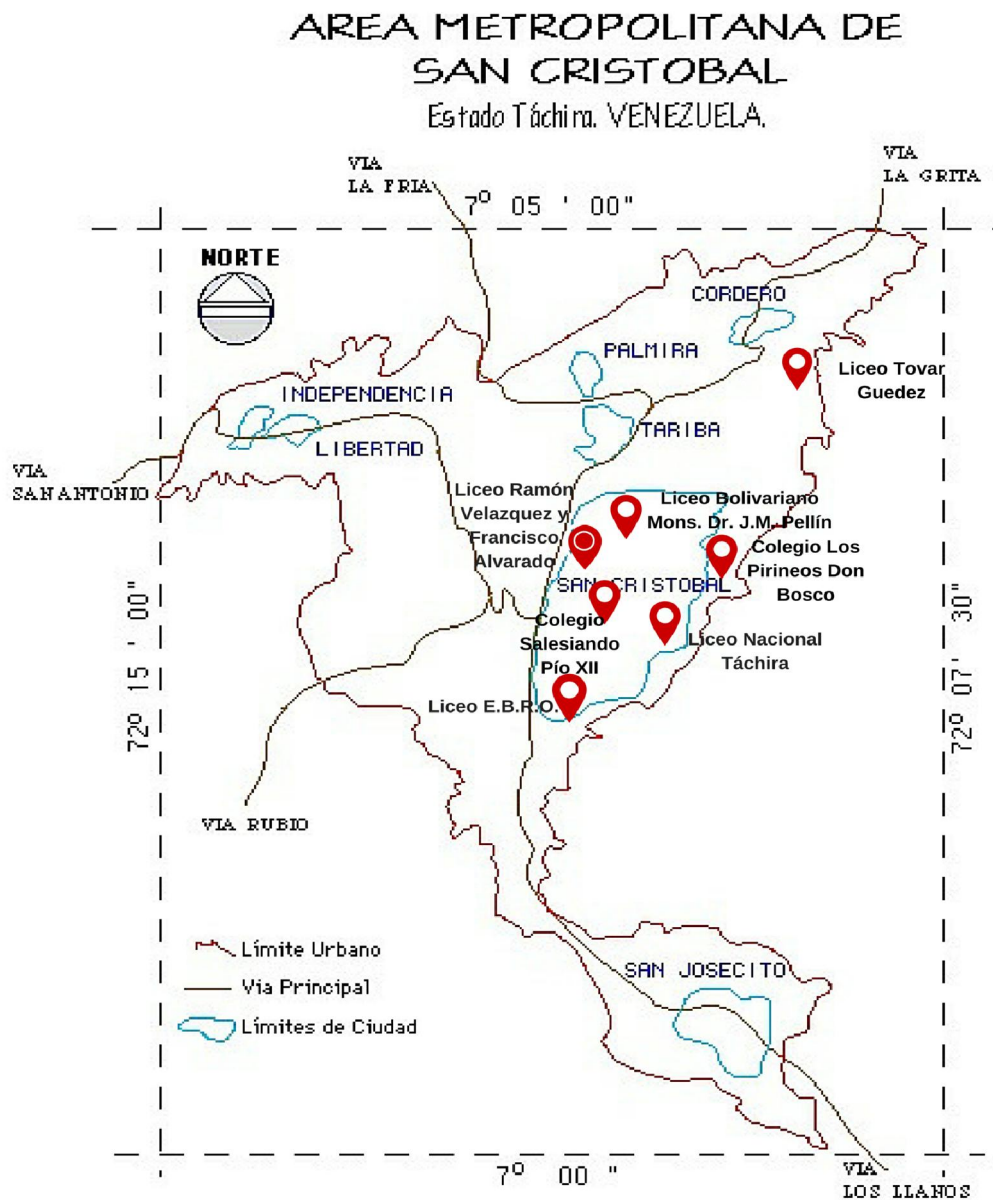 AREA METROPOLITANA DE
SAN CRISTOBAL
Estado Táchira. VENEZUELA.
VIA
LA FRIA
VIA
LA GRITA
7º 05 ' 00"
NORTE
CORDERO
PALMIRA
Liceo Tovar
Guedez
INDEPENDENCIA
TARIBA
LIBERTAD
VIA
SAN ANTONIO
Liceo Ramón
Velazquez y
Francisco
Alvarado
Liceo Bolivariano
Mons. Dr. J.M. Pellín
Colegio Los
Pirineos Don
Bosco
SAN CRISTOBAL
Colegio
Salesiando
Pío XII
Liceo Nacional
Táchira
Liceo E.B.R.O.
72º 15 ' 00"
72º 07' 30"
VIA RUBIO
Límite Urbano
Via Principal
Límites de Ciudad
SAN JOSECITO
7º 00 "
VIA
LOS LLANOS